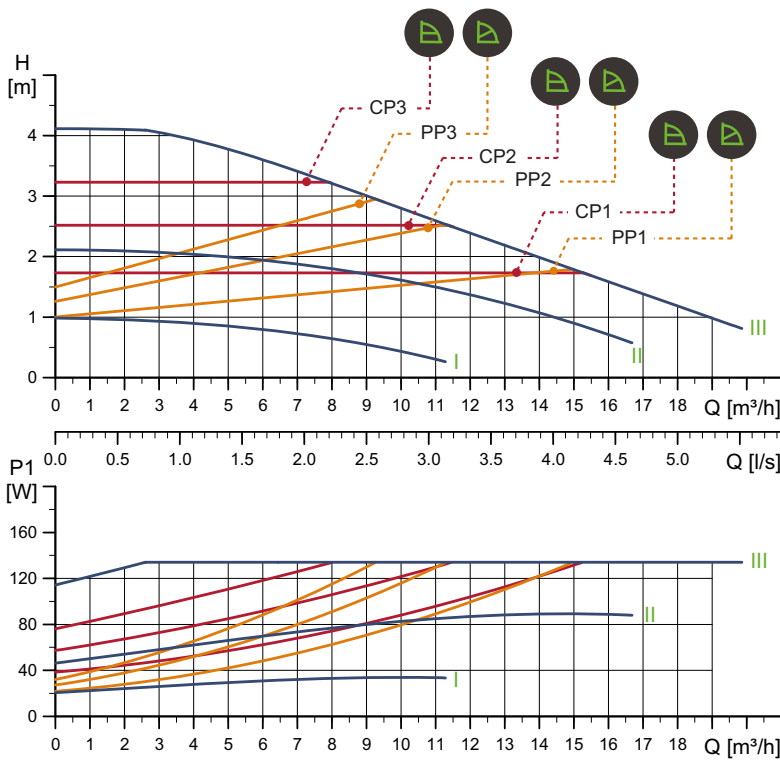 H
[m]
CP3
PP3
CP2
PP2
CP1
PP1
4
3
2
1
0
III
II
I
0 1 2 3 4 5 6 7 8 9 10 11 12 13 14 15 16 17 18 Q [m³/h]
0.0 0.5 1.0 1.5 2.0 2.5 3.0 3.5 4.0 4.5 5.0 Q [l/s]
P1
[W]
160
120
80
40
0
III
II
I
0 1 2 3 4 5 6 7 8 9 10 11 12 13 14 15 16 17 18 Q [m³/h]